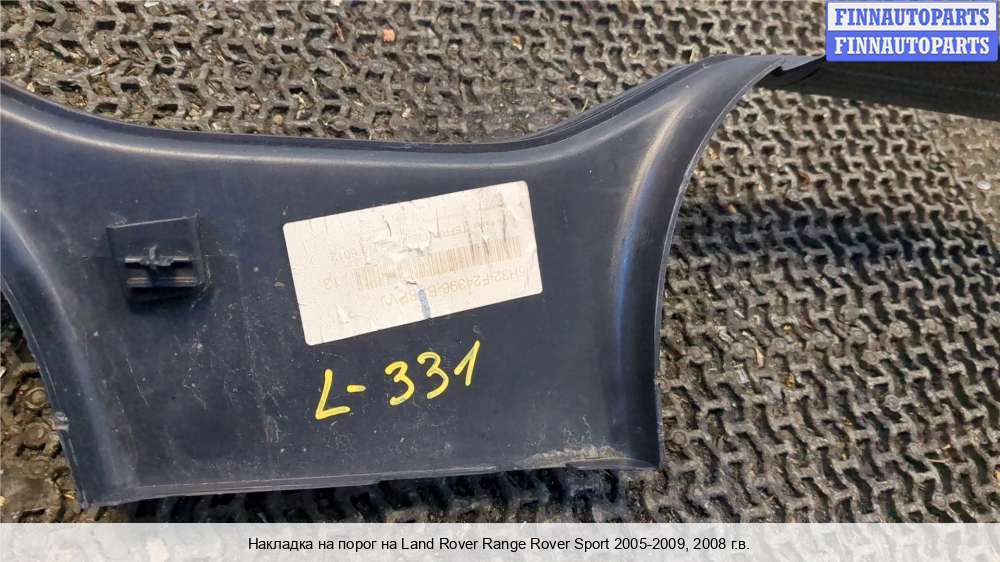 FINNAUTOPARTS
FINNAUTOPARTS
L-331
Накладка на порог на Land Rover Range Rover Sport 2005-2009, 2008 г.в.